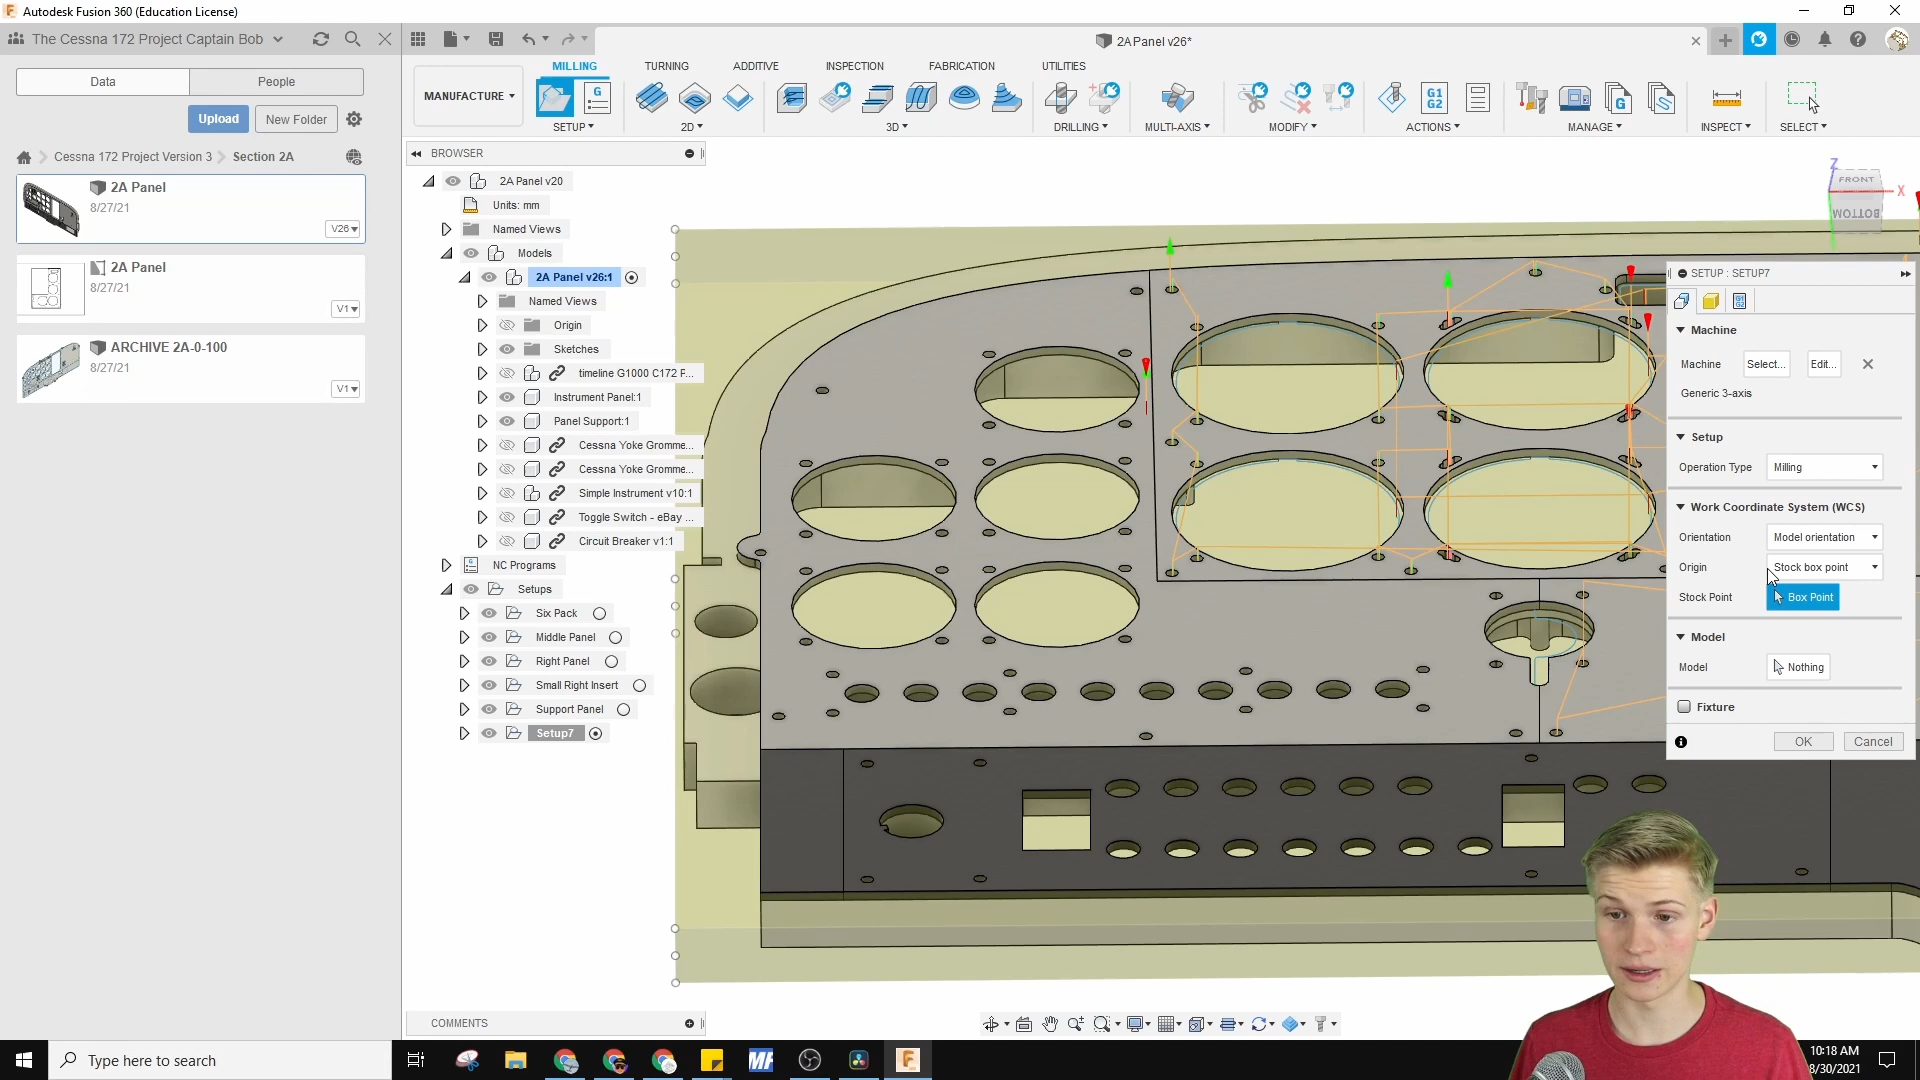 Autodesk Fusion 360 (Education License)
The Cessna 172 Project Captain Bob
2A Panel v26*
Data
People
Upload
New Folder
Cessna 172 Project Version 3
Section 2A
2A Panel
8/27/21
V26
2A Panel
8/27/21
V1
ARCHIVE 2A-0-100
8/27/21
V1
MILLING
TURNING
ADDITIVE
INSPECTION
FABRICATION
UTILITIES
MANUFACTURE
SETUP
2D
3D
DRILLING
MULTI-AXIS
MODIFY
ACTIONS
MANAGE
INSPECT
SELECT
G
G1
G2
G
BROWSER
2A Panel v20
Units: mm
Named Views
Models
2A Panel v26:1
Named Views
Origin
Sketches
timeline G1000 C172 F...
Instrument Panel:1
Panel Support:1
Cessna Yoke Gromme...
Cessna Yoke Gromme...
Simple Instrument v10:1
Toggle Switch - eBay ...
Circuit Breaker v1:1
NC Programs
Setups
Six Pack
Middle Panel
Right Panel
Small Right Insert
Support Panel
Setup7
Z
FRONT
X
BOTTOM
SETUP : SETUP7
Machine
Machine
Select...
Edit...
Generic 3-axis
Setup
Operation Type
Milling
Work Coordinate System (WCS)
Orientation
Model orientation
Origin
Stock box point
Stock Point
Box Point
Model
Model
Nothing
Fixture
OK
Cancel
COMMENTS
Type here to search
MF
F
10:18 AM
8/30/2021